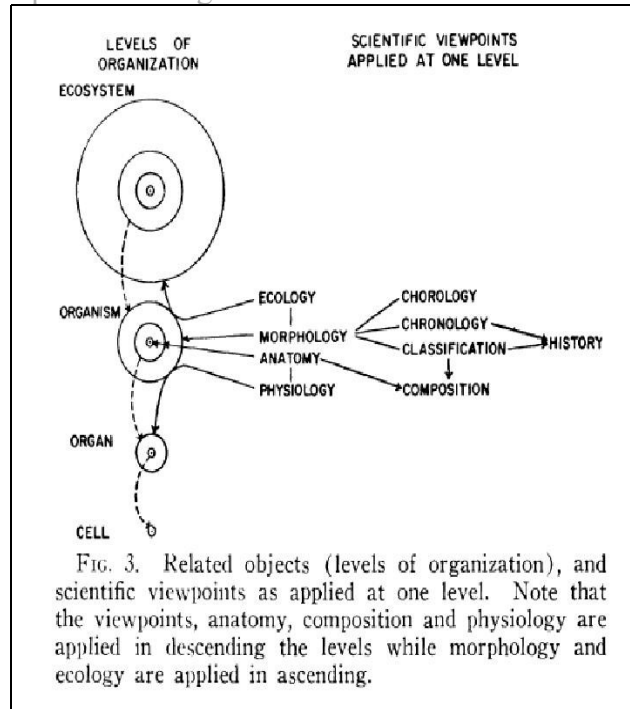 LEVELS OF
ORGANIZATION
SCIENTIFIC VIEWPOINTS
APPLIED AT ONE LEVEL
ECOSYSTEM
ORGANISM
ECOLOGY
CHOROLOGY
MORPHOLOGY
CHRONOLOGY
ANATOMY
CLASSIFICATION
HISTORY
PHYSIOLOGY
COMPOSITION
ORGAN
CELL
FIG. 3. Related objects (levels of organization), and
scientific viewpoints as applied at one level. Note that
the viewpoints, anatomy, composition and physiology are
applied in descending the levels while morphology and
ecology are applied in ascending.